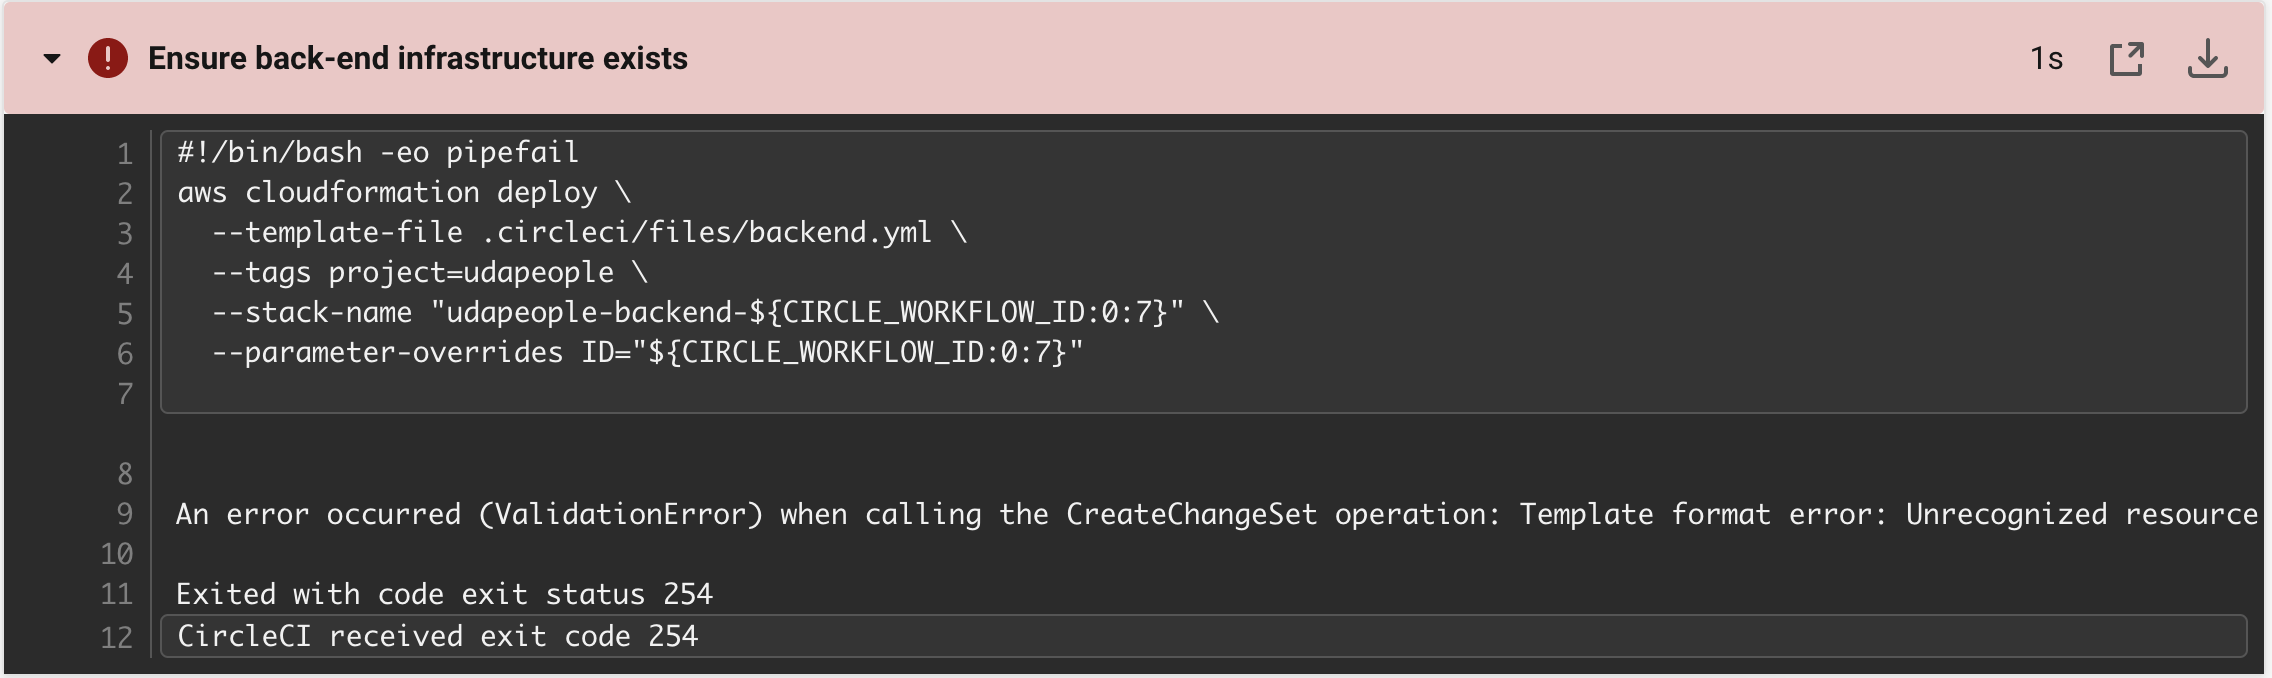 Ensure back-end infrastructure exists 1s
1 #!/bin/bash -eo pipefail
2 aws cloudformation deploy \
3   --template-file .circleci/files/backend.yml \
4   --tags project=udapeople \
5   --stack-name "udapeople-backend-${CIRCLE_WORKFLOW_ID:0:7}" \
6   --parameter-overrides ID="${CIRCLE_WORKFLOW_ID:0:7}"
7
8
9 An error occurred (ValidationError) when calling the CreateChangeSet operation: Template format error: Unrecognized resource
10
11 Exited with code exit status 254
12 CircleCI received exit code 254